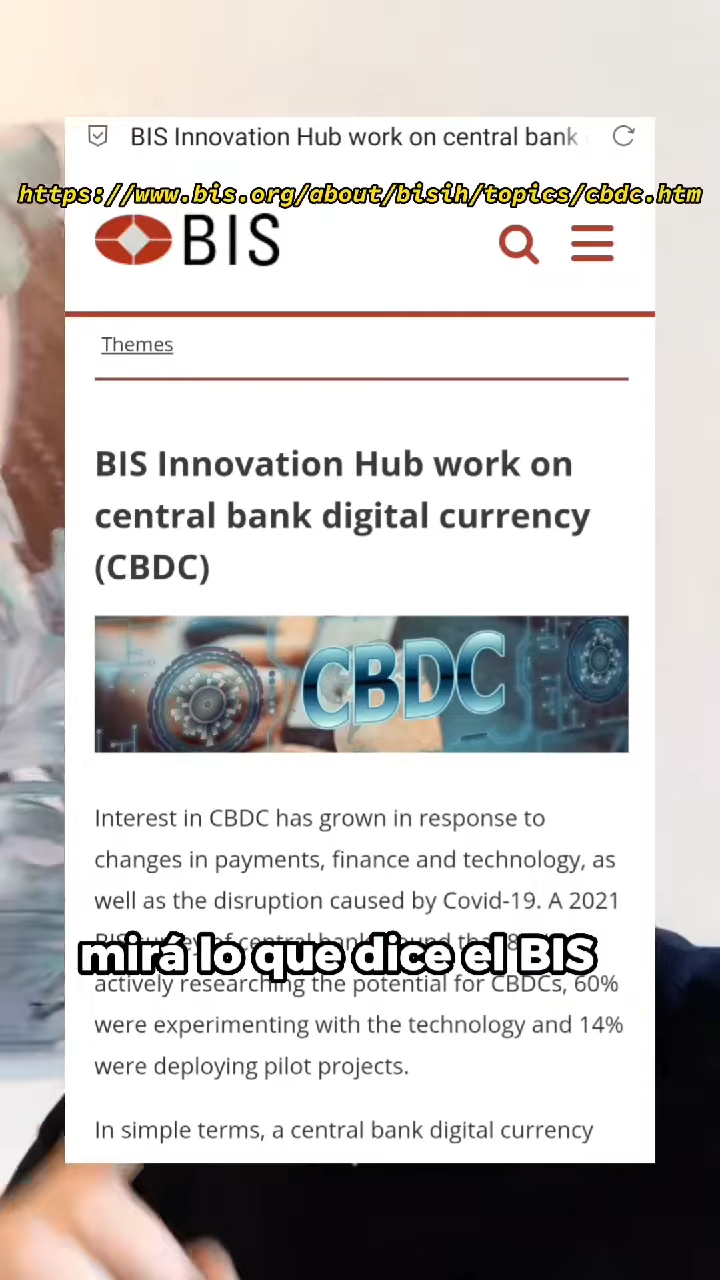 BIS Innovation Hub work on central bank
https://www.bis.org/about/bisih/topics/cbdc.htm
BIS
Themes
BIS Innovation Hub work on
central bank digital currency
(CBDC)
CBDC
Interest in CBDC has grown in response to
changes in payments, finance and technology, as
well as the disruption caused by Covid-19. A 2021
mirá lo que dice el BIS
actively researching the potential for CBDCs, 60%
were experimenting with the technology and 14%
were deploying pilot projects.
In simple terms, a central bank digital currency